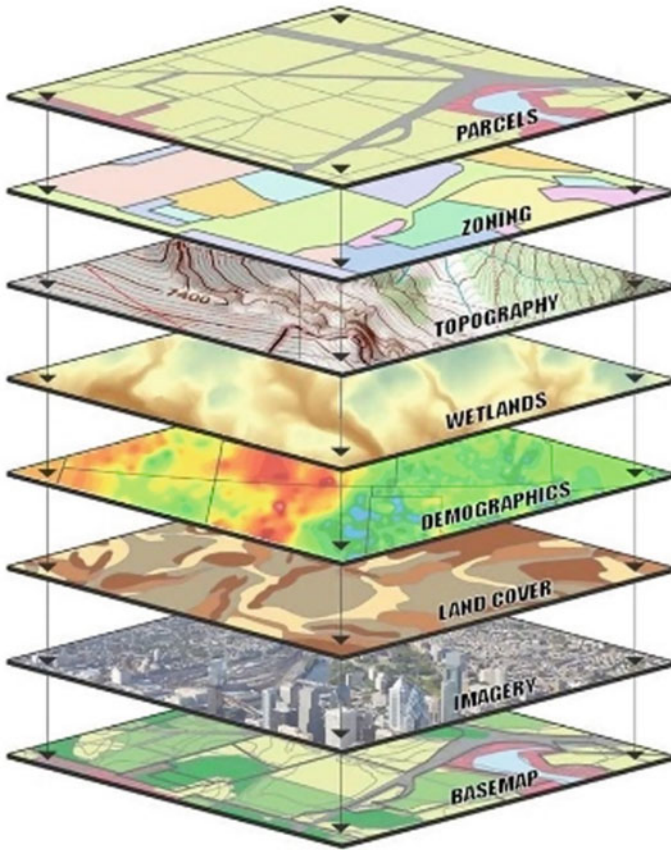 PARCELS
ZONING
7400
TOPOGRAPHY
WETLANDS
DEMOGRAPHICS
LAND COVER
IMAGERY
BASEMAP